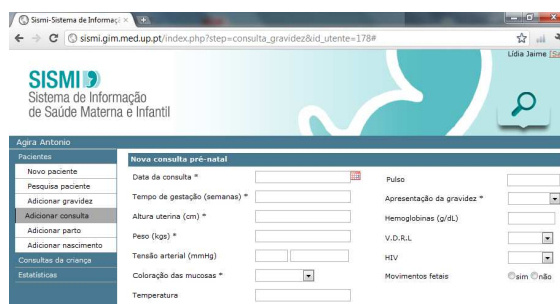 Sismi-Sistema de Informaçã
sismi.gim.med.up.pt/index.php?step=consulta_gravidez&id_utente=178#
Lídia Jaime
SISMI
Sistema de Informação
de Saúde Materna e Infantil
Agira Antonio
Pacientes
Novo paciente
Pesquisa paciente
Adicionar gravidez
Adicionar consulta
Adicionar parto
Adicionar nascimento
Consultas da criança
Estatísticas
Nova consulta pré-natal
Data da consulta *
Tempo de gestação (semanas) *
Altura uterina (cm) *
Peso (kgs) *
Tensão arterial (mmHg)
Coloração das mucosas *
Temperatura
Pulso
Apresentação da gravidez *
Hemoglobinas (g/dL)
V.D.R.L
HIV
Movimentos fetais sim não